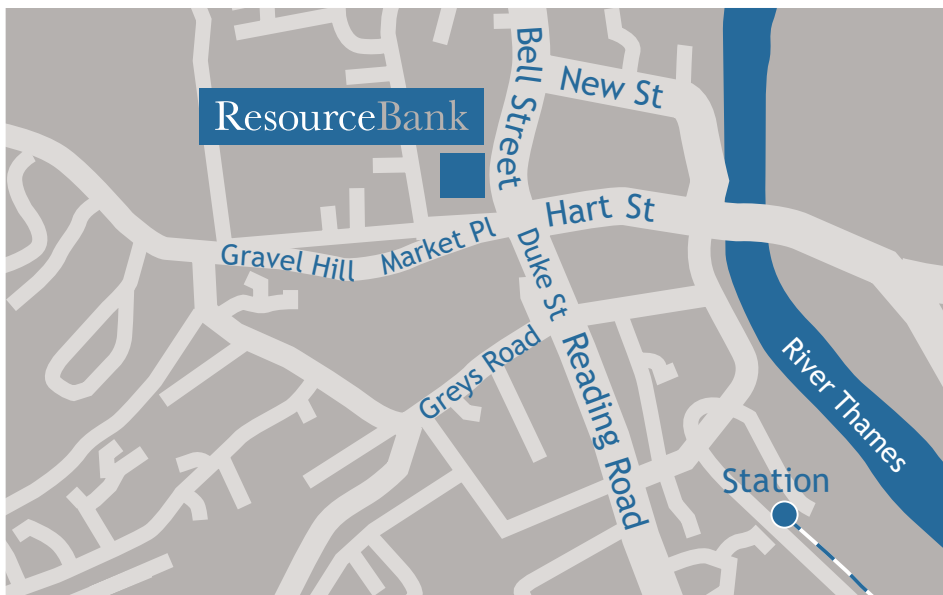 Bell Street
New St
ResourceBank
Hart St
Market Pl
Gravel Hill
Duke St
Greys Road
Reading Road
River Thames
Station